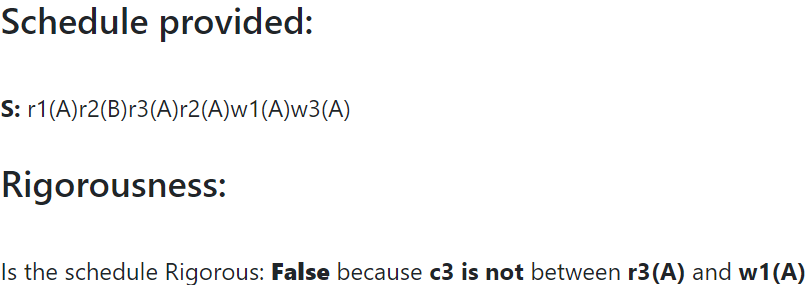 Schedule provided:
S: r1(A)r2(B)r3(A)r2(A)w1(A)w3(A)
Rigorousness:
Is the schedule Rigorous: False because c3 is not between r3(A) and w1(A)